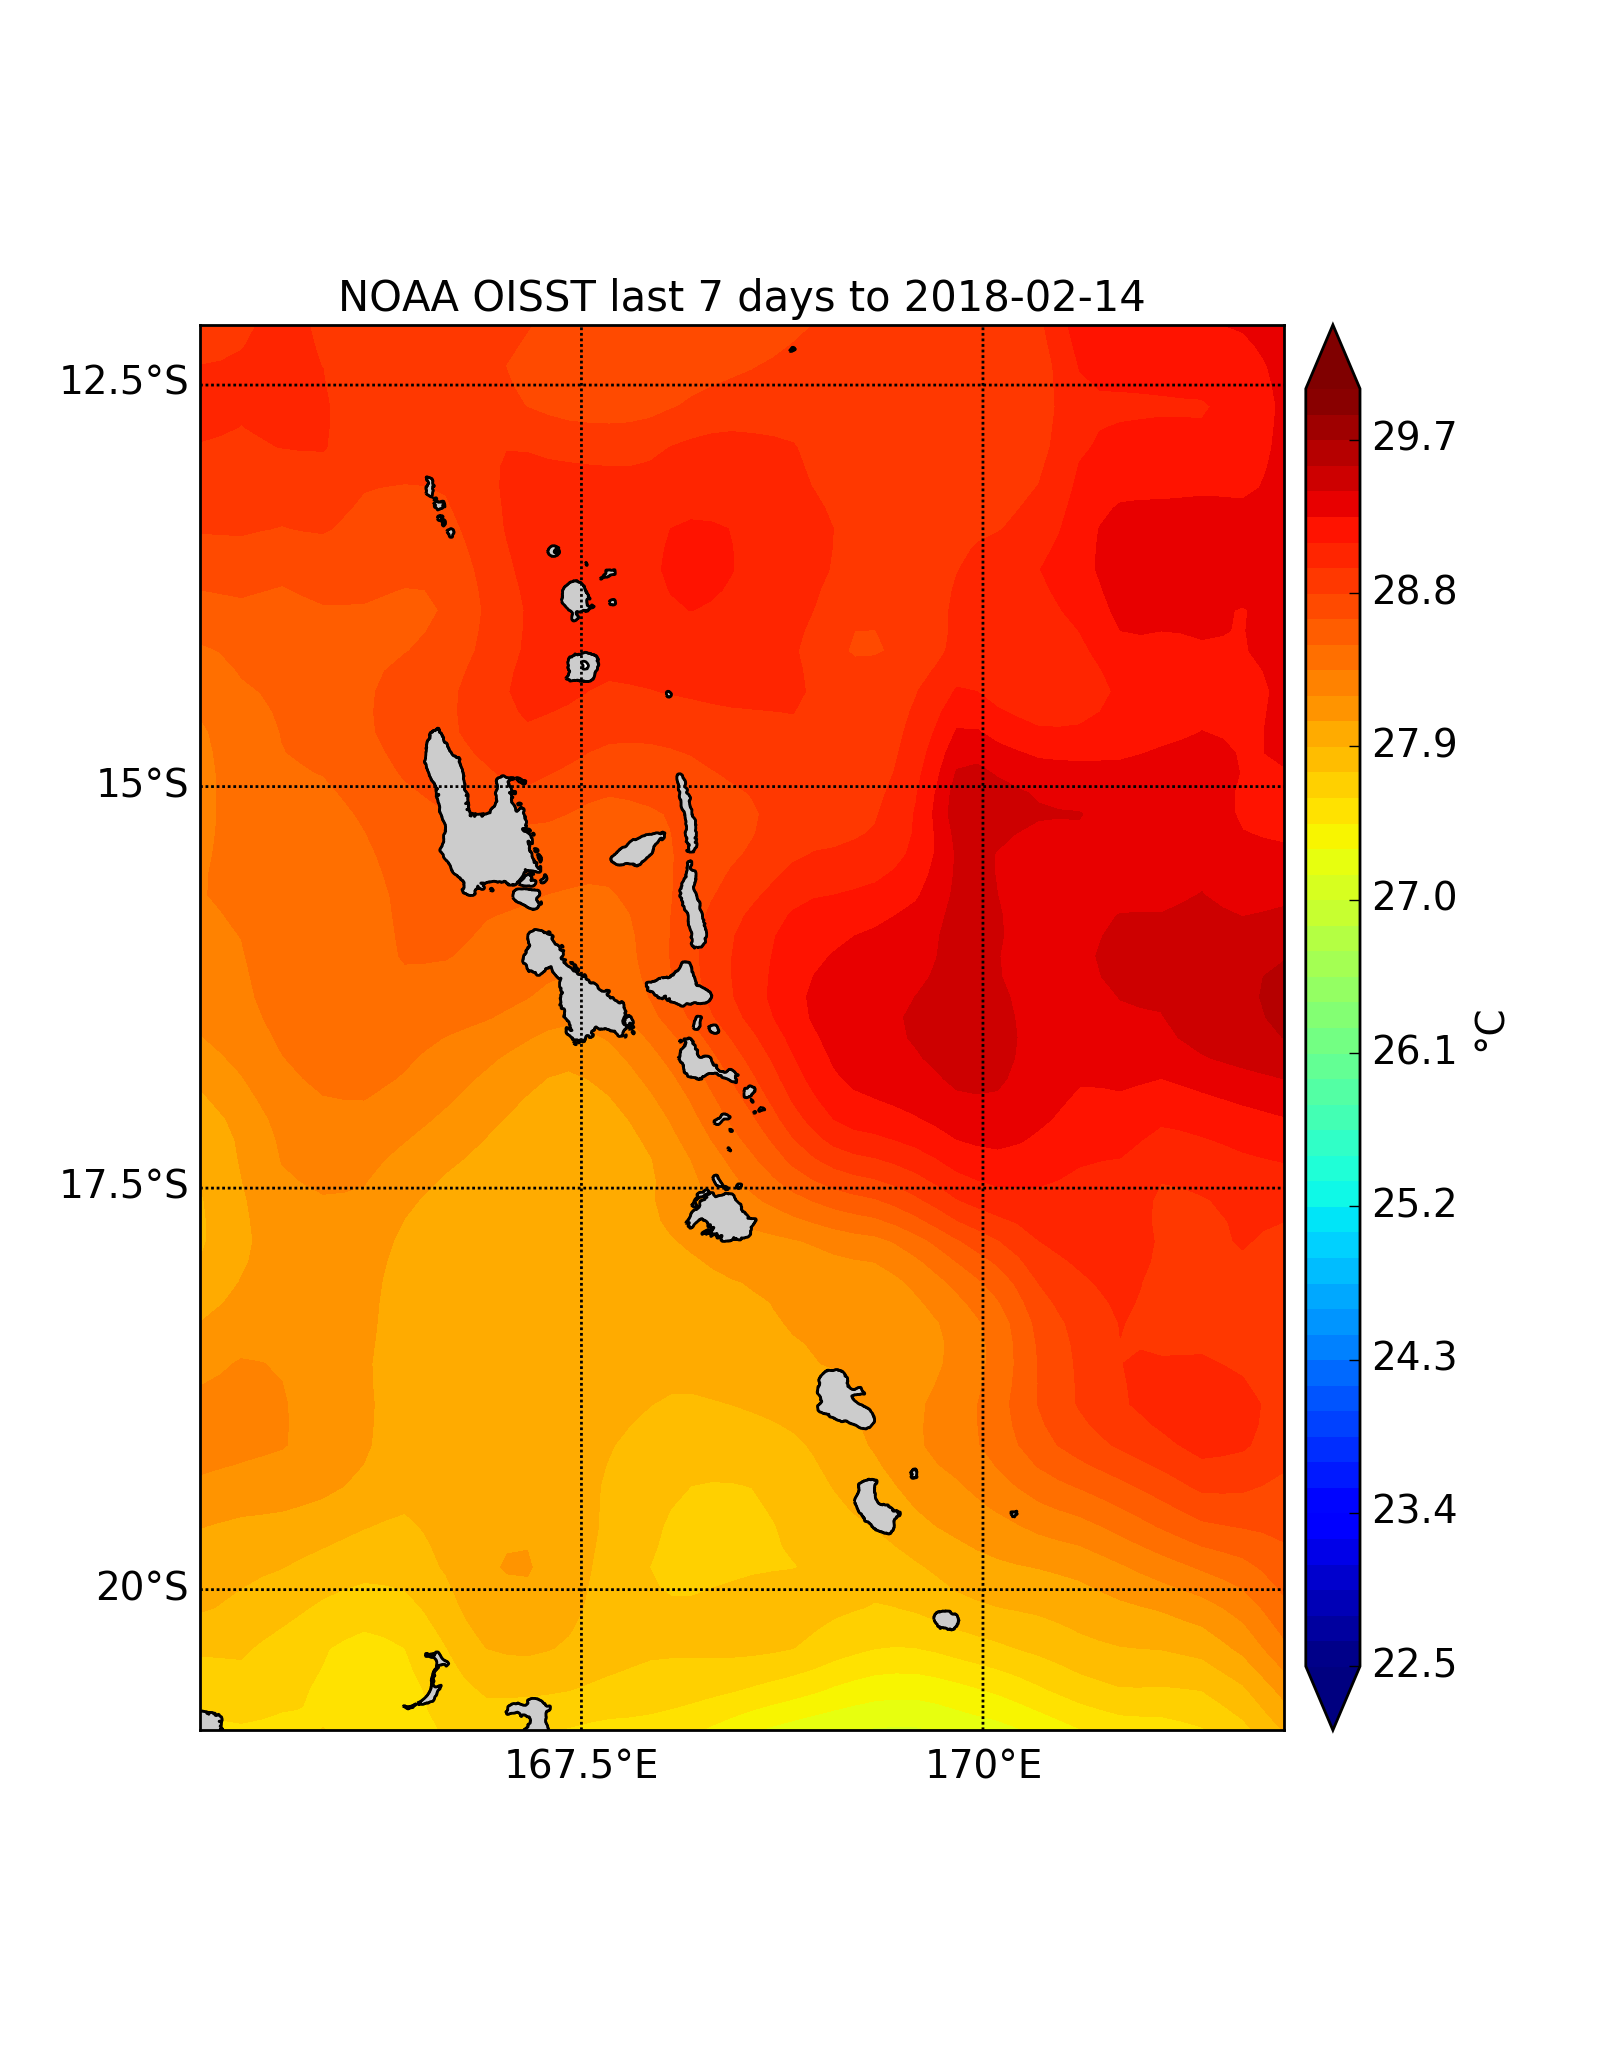 NOAA OISST last 7 days to 2018-02-14
12.5°S
15°S
17.5°S
20°S
167.5°E
170°E
29.7
28.8
27.9
27.0
26.1
25.2
24.3
23.4
22.5
°C